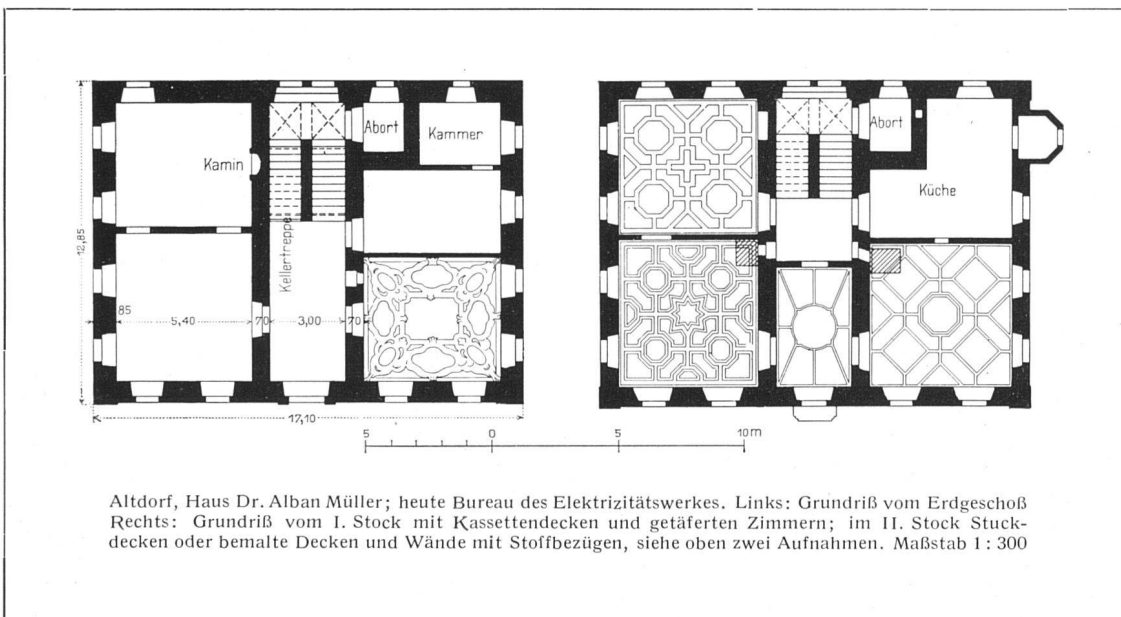 Kamin
Abort
Kammer
Kellertreppe
12,85
85
5,40
70
3,00
70
17,10
Abort
Küche
5
0
5
10m
Altdorf, Haus Dr. Alban Müller; heute Bureau des Elektrizitätswerkes. Links: Grundriß vom Erdgeschoß
Rechts: Grundriß vom I. Stock mit Kassettendecken und getäferten Zimmern; im II. Stock Stuck-
decken oder bemalte Decken und Wände mit Stoffbezügen, siehe oben zwei Aufnahmen. Maßstab 1 : 300